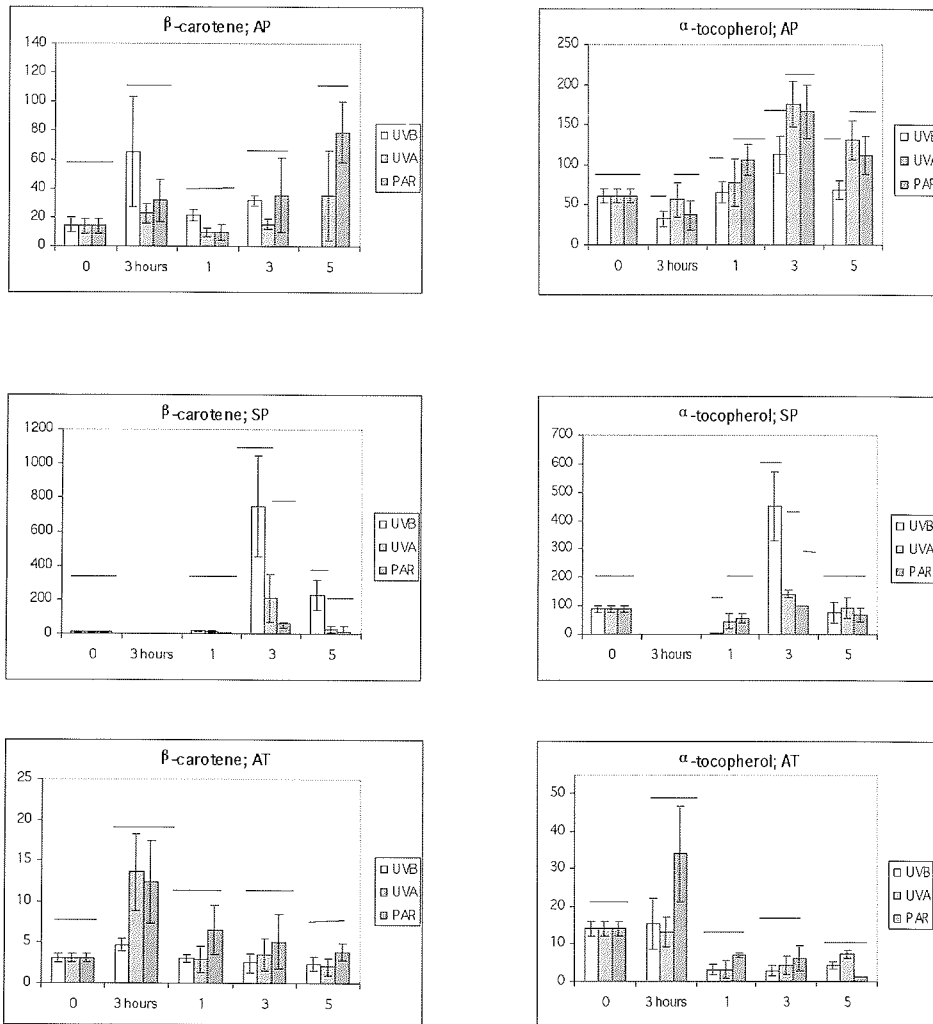 β-carotene; AP
140
120
100
80
60
40
20
0
0 3 hours 1 3 5
UVB
UVA
PAR
α-tocopherol; AP
250
200
150
100
50
0
0 3 hours 1 3 5
UVB
UVA
PAR
β-carotene; SP
1200
1000
800
600
400
200
0
0 3 hours 1 3 5
UVB
UVA
PAR
α-tocopherol; SP
700
600
500
400
300
200
100
0
0 3 hours 1 3 5
UVB
UVA
PAR
β-carotene; AT
25
20
15
10
5
0
0 3 hours 1 3 5
UVB
UVA
PAR
α-tocopherol; AT
50
40
30
20
10
0
0 3 hours 1 3 5
UVB
UVA
PAR